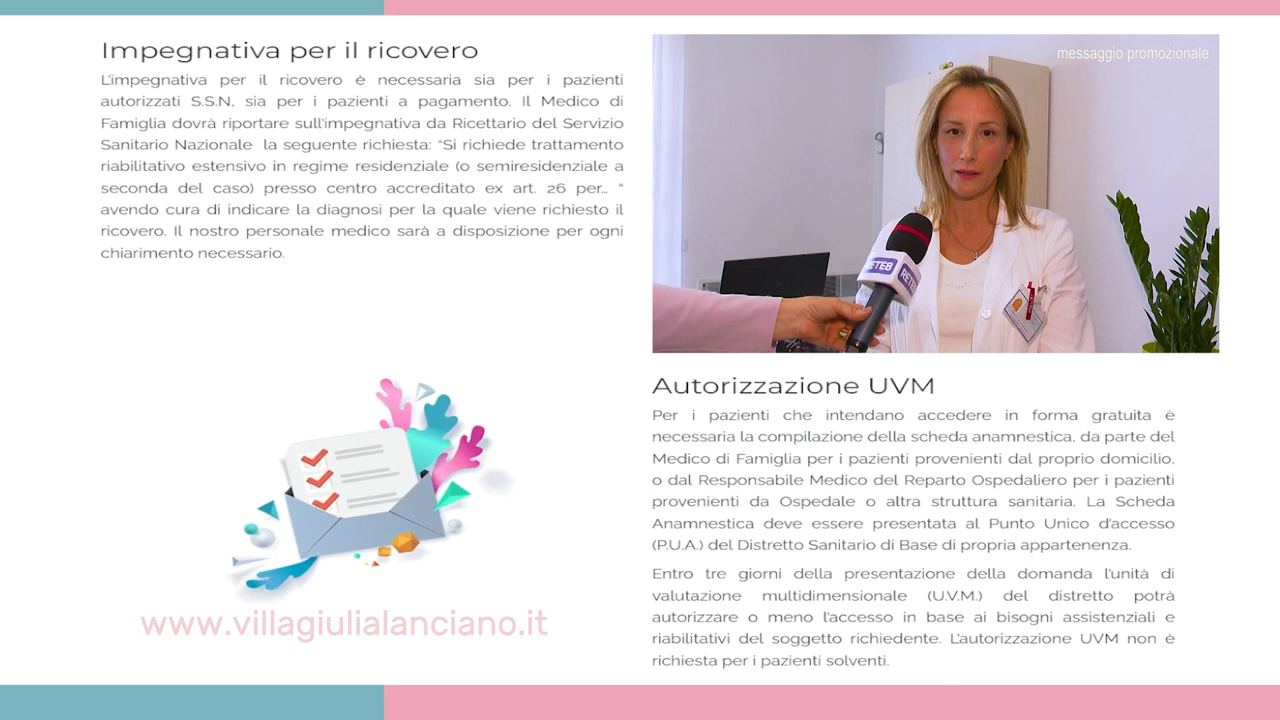 Impegnativa per il ricovero
L'impegnativa per il ricovero è necessaria sia per i pazienti
autorizzati S.S.N, sia per i pazienti a pagamento. Il Medico di
Famiglia dovrà riportare sull'impegnativa da Ricettario del Servizio
Sanitario Nazionale la seguente richiesta: "Si richiede trattamento
riabilitativo estensivo in regime residenziale (o semiresidenziale a
seconda del caso) presso centro accreditato ex art. 26 per... "
avendo cura di indicare la diagnosi per la quale viene richiesto il
ricovero. Il nostro personale medico sarà a disposizione per ogni
chiarimento necessario.
www.villagiulialanciano.it
messaggio promozionale
RETE8
RETE8
Autorizzazione UVM
Per i pazienti che intendano accedere in forma gratuita è
necessaria la compilazione della scheda anamnestica, da parte del
Medico di Famiglia per i pazienti provenienti dal proprio domicilio,
o dal Responsabile Medico del Reparto Ospedaliero per i pazienti
provenienti da Ospedale o altra struttura sanitaria. La Scheda
Anamnestica deve essere presentata al Punto Unico d'accesso
(P.U.A.) del Distretto Sanitario di Base di propria appartenenza.
Entro tre giorni della presentazione della domanda l'unità di
valutazione multidimensionale (U.V.M.) del distretto potrà
autorizzare o meno l'accesso in base ai bisogni assistenziali e
riabilitativi del soggetto richiedente. L'autorizzazione UVM non è
richiesta per i pazienti solventi.